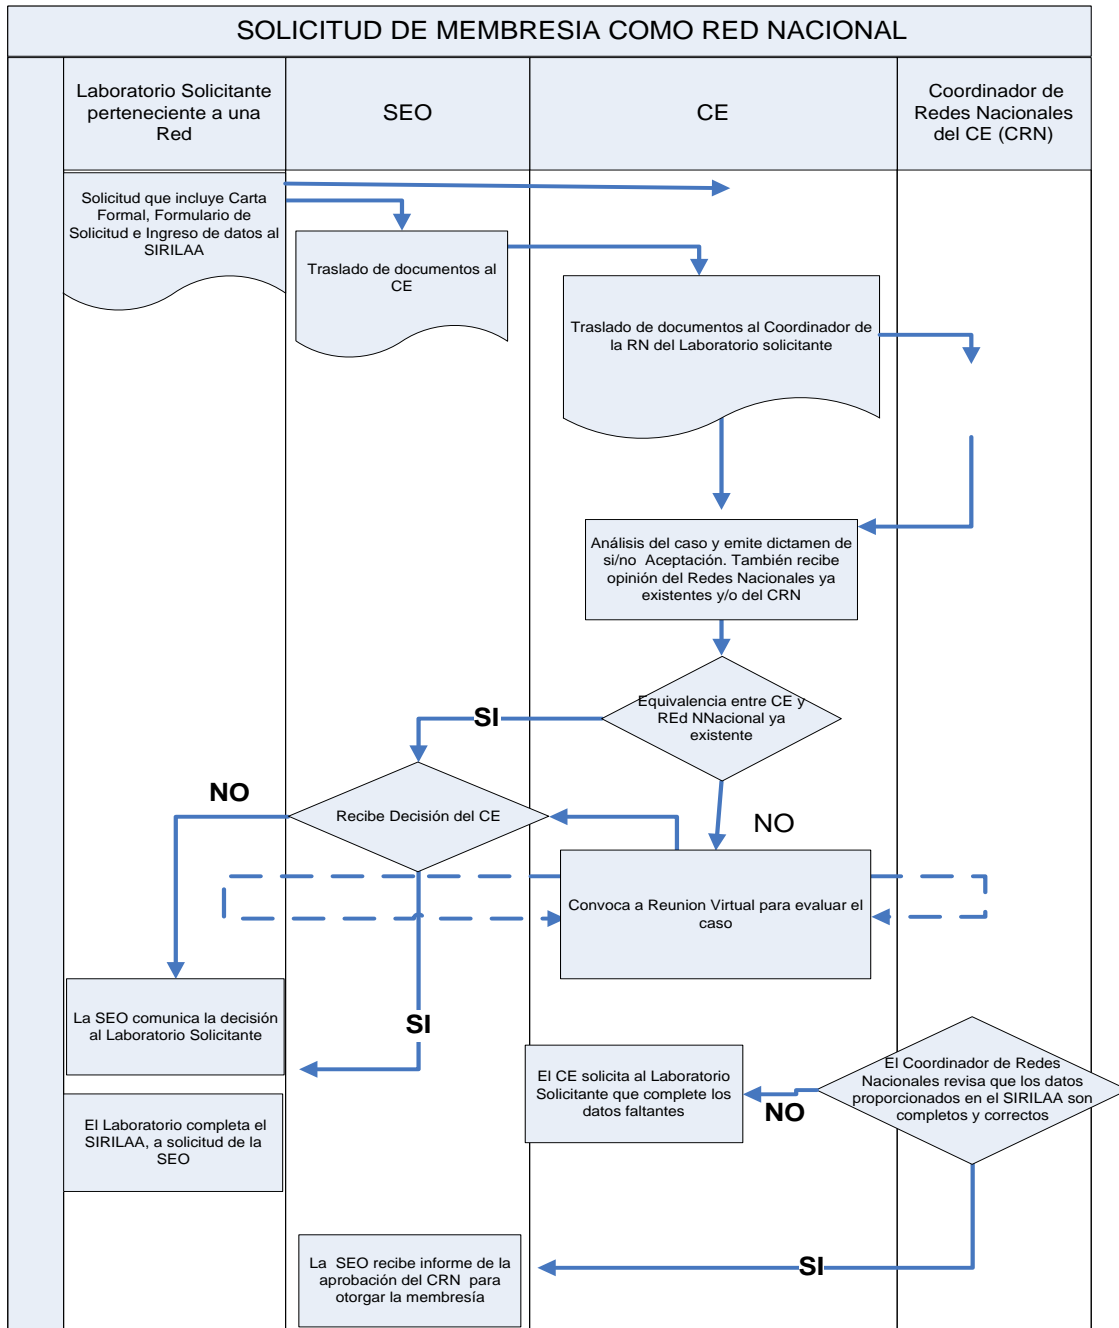 SOLICITUD DE MEMBRESIA COMO RED NACIONAL
Laboratorio Solicitante
perteneciente a una
Red
SEO
CE
Coordinador de
Redes Nacionales
del CE (CRN)
Solicitud que incluye Carta
Formal, Formulario de
Solicitud e Ingreso de datos al
SIRILAA
Traslado de documentos al
CE
Traslado de documentos al Coordinador de
la RN del Laboratorio solicitante
Análisis del caso y emite dictamen de
si/no Aceptación. También recibe
opinión del Redes Nacionales ya
existentes y/o del CRN
Equivalencia entre CE y
REd NNacional ya
existente
SI
NO
Recibe Decisión del CE
NO
Convoca a Reunion Virtual para evaluar el
caso
La SEO comunica la decisión
al Laboratorio Solicitante
SI
El CE solicita al Laboratorio
Solicitante que complete los
datos faltantes
NO
El Coordinador de Redes
Nacionales revisa que los datos
proporcionados en el SIRILAA son
completos y correctos
El Laboratorio completa el
SIRILAA, a solicitud de la
SEO
La SEO recibe informe de la
aprobación del CRN para
otorgar la membresía
SI